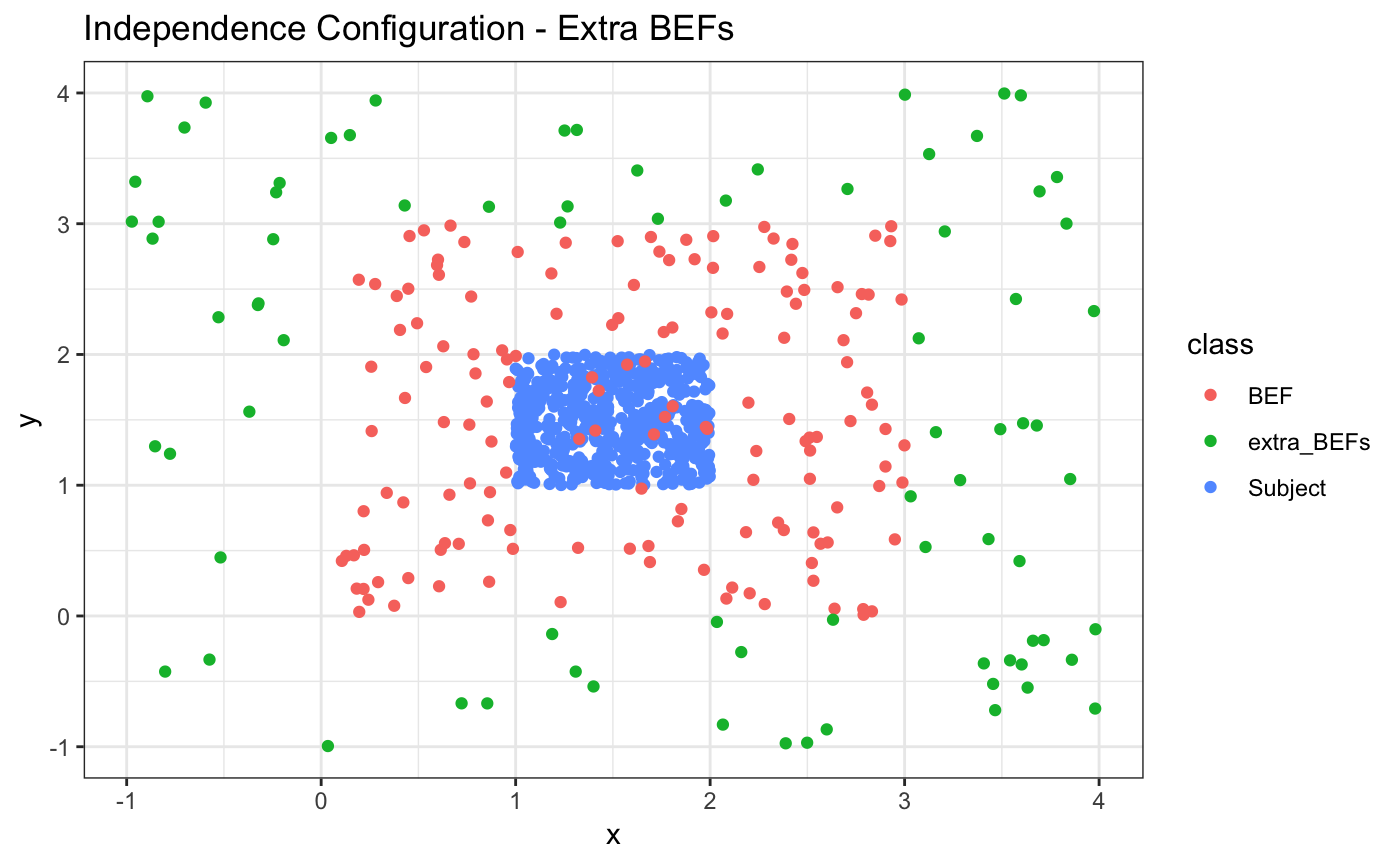 Independence Configuration - Extra BEFs
4
3
2
1
0
-1
y
-1 0 1 2 3 4
x
class
BEF
extra_BEFs
Subject